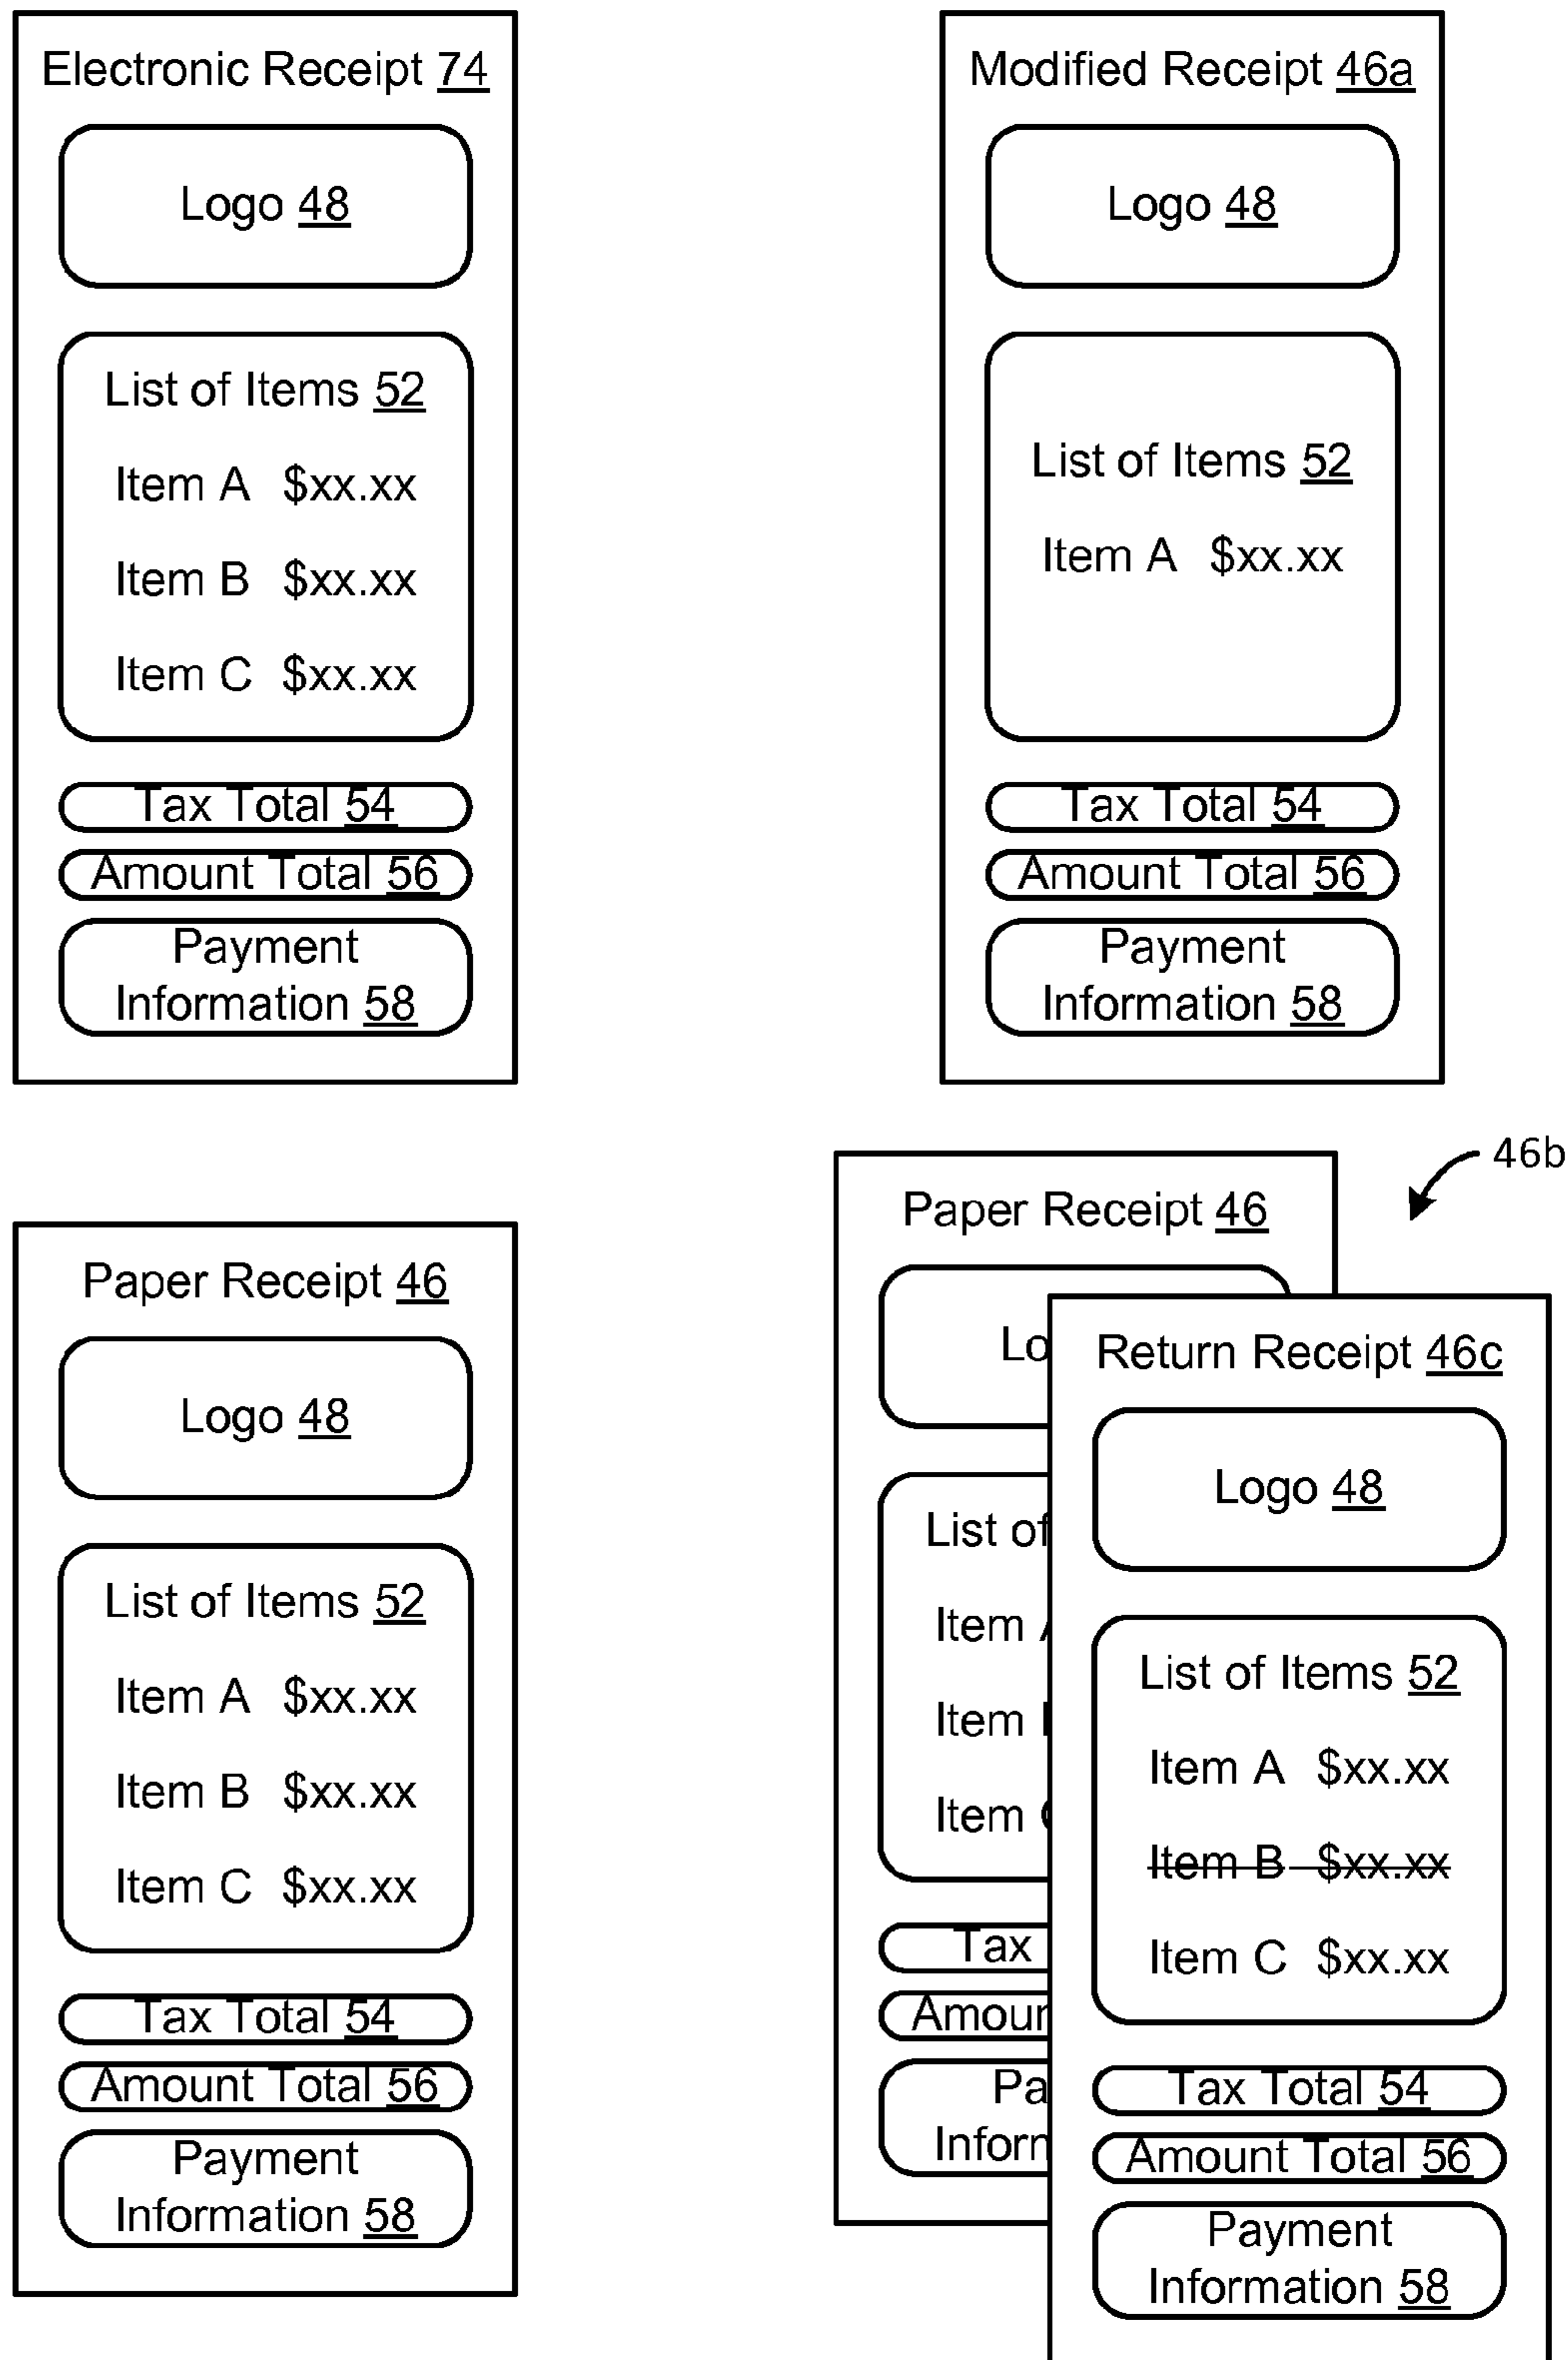 Electronic Receipt 74
Logo 48
List of Items 52
Item A $xx.xx
Item B $xx.xx
Item C $xx.xx
Tax Total 54
Amount Total 56
Payment
Information 58
Modified Receipt 46a
Logo 48
List of Items 52
Item A $xx.xx
Tax Total 54
Amount Total 56
Payment
Information 58
Paper Receipt 46
Logo 48
List of Items 52
Item A $xx.xx
Item B $xx.xx
Item C $xx.xx
Tax Total 54
Amount Total 56
Payment
Information 58
46b
Paper Receipt 46
Lo
List of
Item
Item
Item
Tax
Amoun
Pa
Inforn
Return Receipt 46c
Logo 48
List of Items 52
Item A $xx.xx
Item B $xx.xx
Item C $xx.xx
Tax Total 54
Amount Total 56
Payment
Information 58